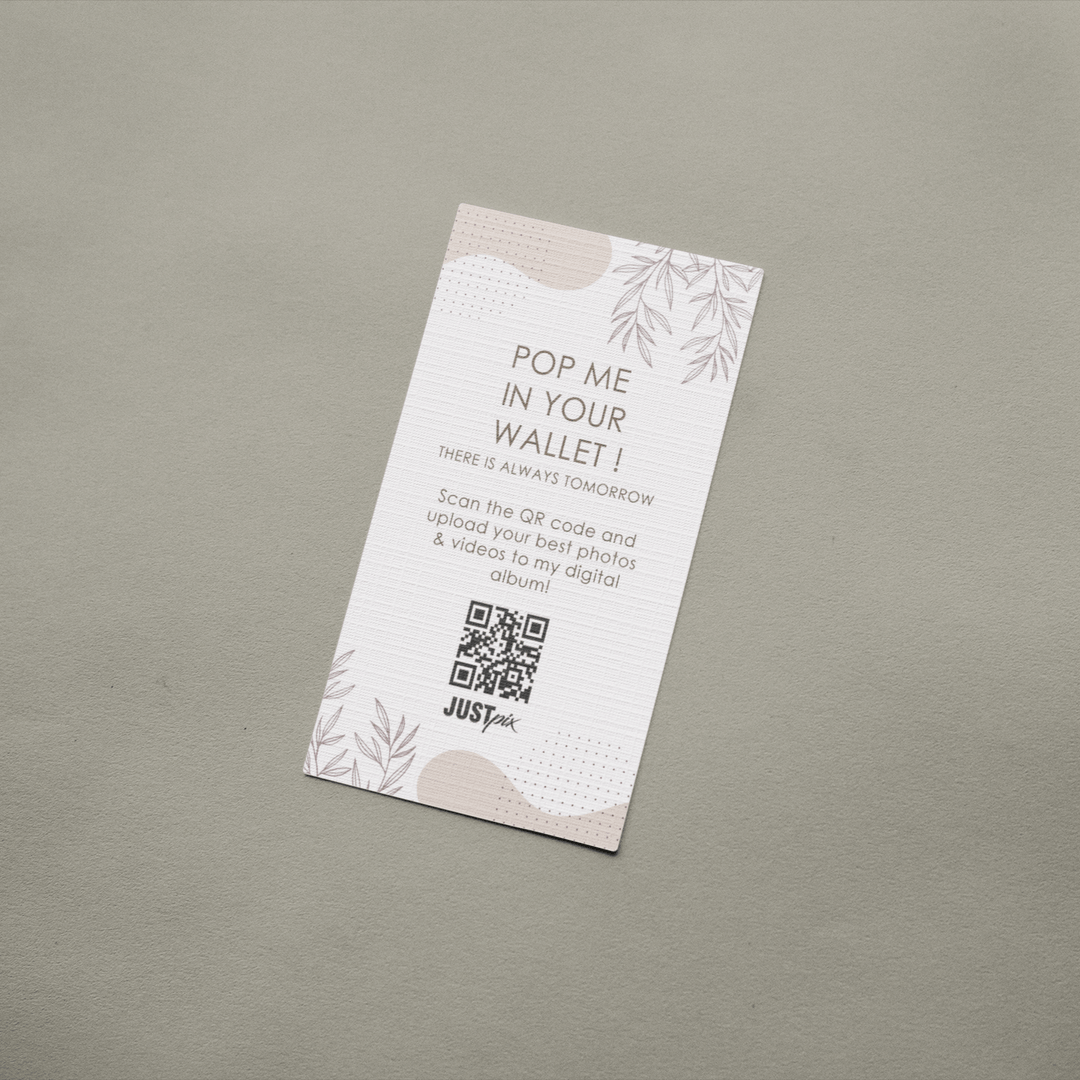 POP ME
IN YOUR
WALLET !
THERE IS ALWAYS TOMORROW
Scan the QR code and
upload your best photos
& videos to my digital
album!
JUSTpix